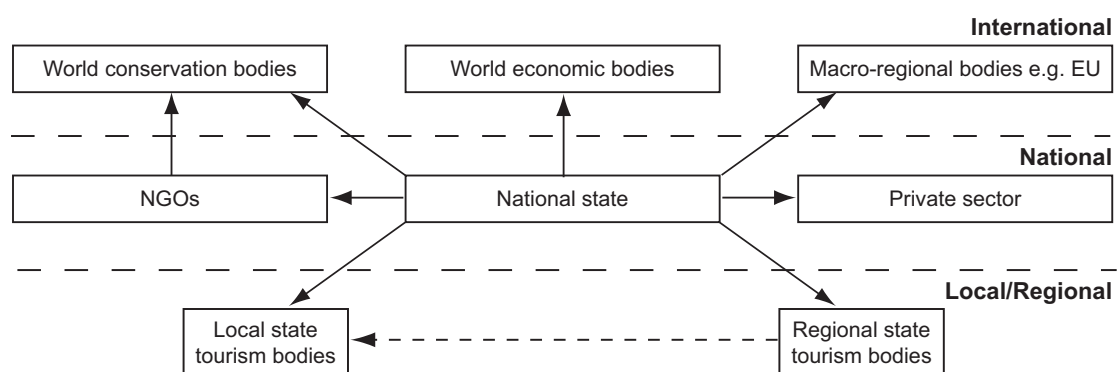 International
World conservation bodies
World economic bodies
Macro-regional bodies e.g. EU
National
NGOs
National state
Private sector
Local/Regional
Local state
tourism bodies
Regional state
tourism bodies